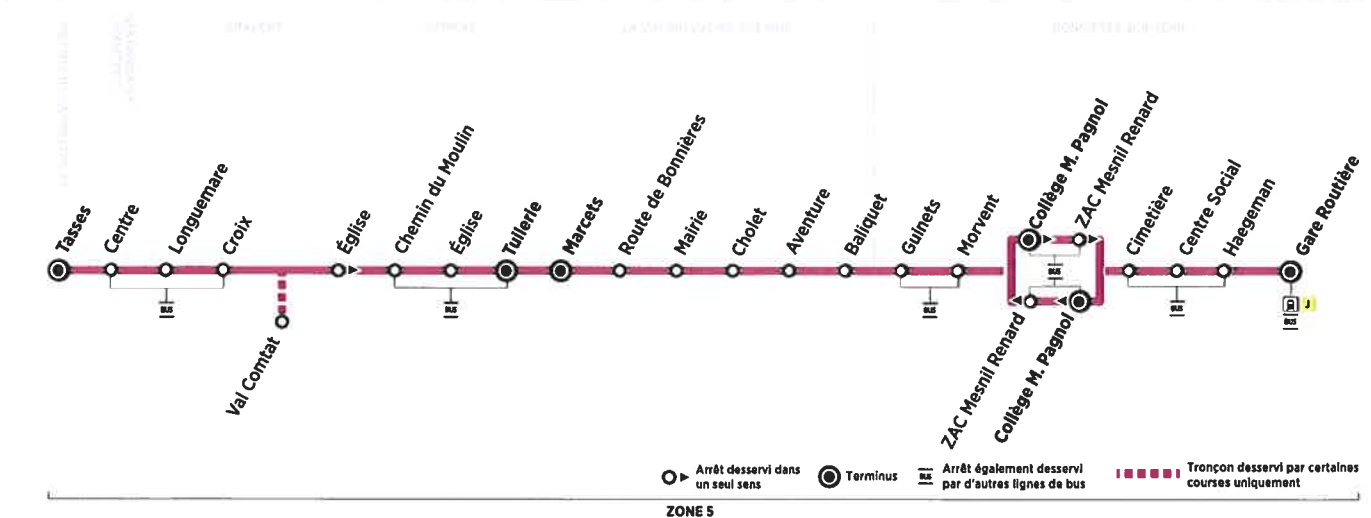 Tasses
Centre
Longuemare
Croix
Val Comtat
Église
Chemin du Moulin
Église
Tuilerie
Marcets
Route de Bonnières
Mairie
Cholet
Aventure
Baliquet
Guinets
Morvent
Collège M. Pagnol
ZAC Mesnil Renard
ZAC Mesnil Renard
Collège M. Pagnol
Cimetière
Centre Social
Haegeman
Gare Routière
BUS
BUS
BUS
BUS
BUS
BUS
J
BUS
Arrêt desservi dans
un seul sens
Terminus
BUS
Arrêt également desservi
par d'autres lignes de bus
Tronçon desservi par certaines
courses uniquement
ZONE 5